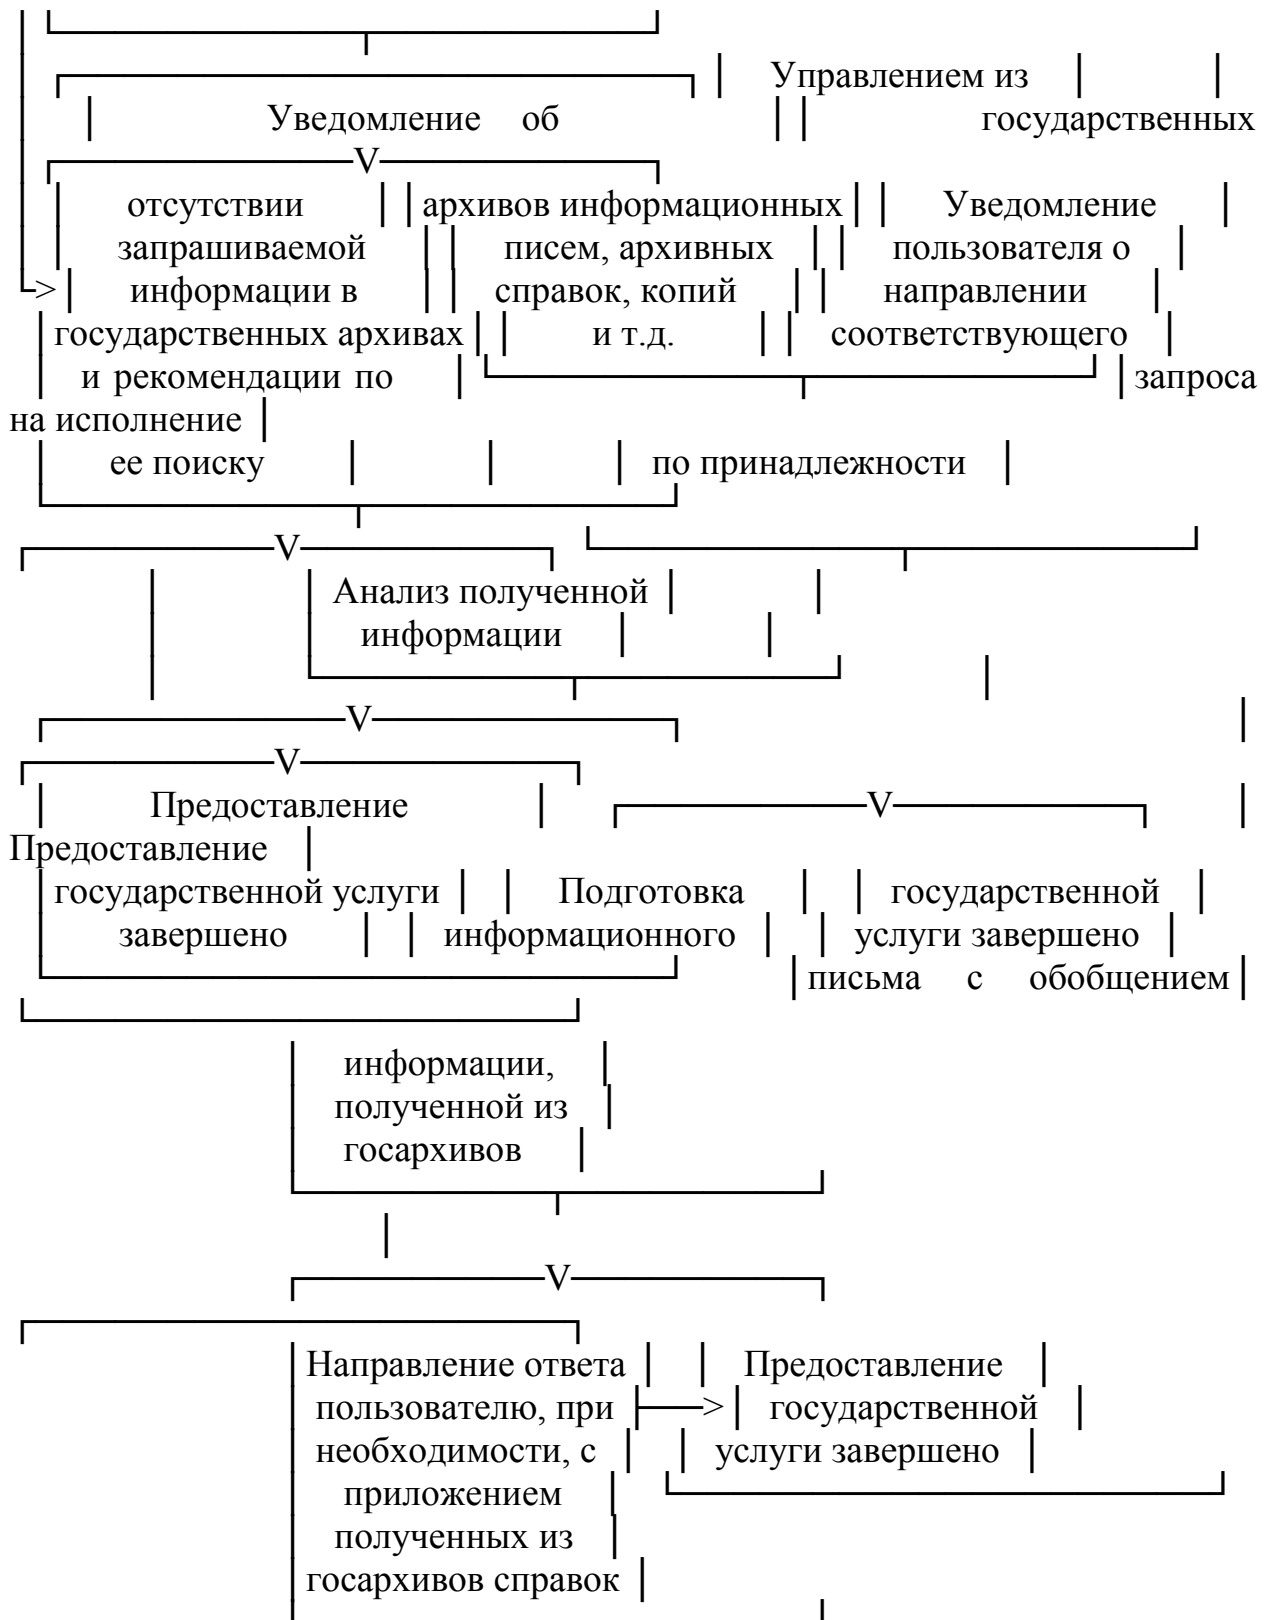 Управлением из
Уведомление об государственных
V
отсутствии архивов информационных Уведомление
запрашиваемой писем, архивных пользователя о
> информации в справок, копий направлении
государственных архивах и т.д. соответствующего
и рекомендации по запроса
на исполнение
ее поиску по принадлежности
V
Анализ полученной
информации
V
V
Предоставление V
Предоставление
государственной услуги Подготовка государственной
завершено информационного услуги завершено
письма с обобщением
информации,
полученной из
госархивов
V
Направление ответа Предоставление
пользователю, при > государственной
необходимости, с услуги завершено
приложением
полученных из
госархивов справок